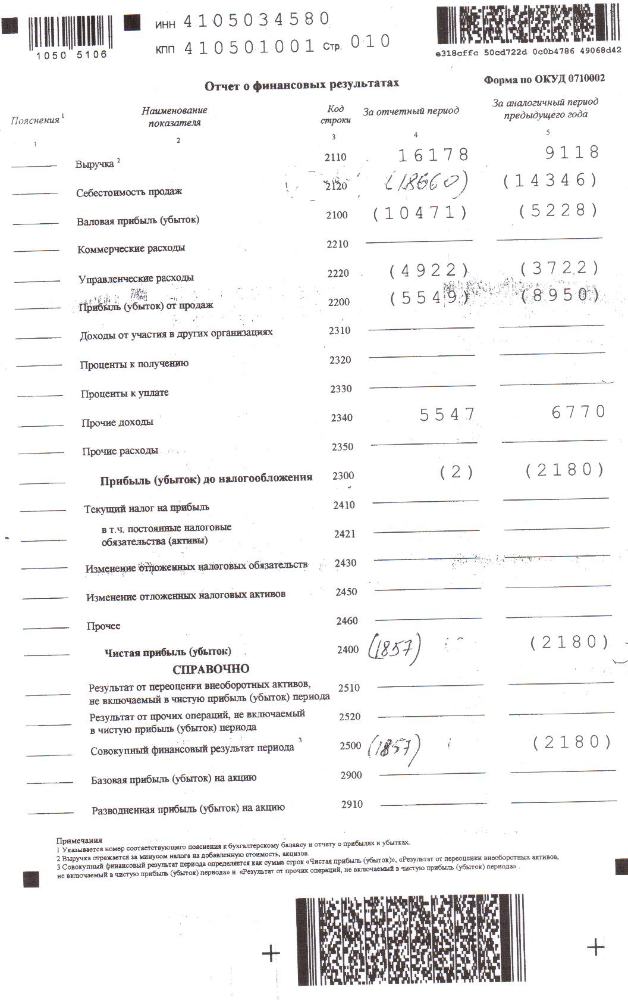 ИНН 4105034580
1050 5106
КПП 410501001 Стр. 010
e318cffc 50cd722d 0c0b4786 49068d42
Отчет о финансовых результатах
Форма по ОКУД 0710002
Пояснения 1 Наименование показателя Код строки За отчетный период За аналогичный период предыдущего года
1 2 3 4 5
Выручка 2 2110 16178 9118
Себестоимость продаж 2120 (18660) (14346)
Валовая прибыль (убыток) 2100 (10471) (5228)
Коммерческие расходы 2210
Управленческие расходы 2220 (4922) (3722)
Прибыль (убыток) от продаж 2200 (5549) (8950)
Доходы от участия в других организациях 2310
Проценты к получению 2320
Проценты к уплате 2330
Прочие доходы 2340 5547 6770
Прочие расходы 2350
Прибыль (убыток) до налогообложения 2300 (2) (2180)
Текущий налог на прибыль 2410
в т.ч. постоянные налоговые
обязательства (активы) 2421
Изменение отложенных налоговых обязательств 2430
Изменение отложенных налоговых активов 2450
Прочее 2460
Чистая прибыль (убыток) 2400 (1857) (2180)
СПРАВОЧНО
Результат от переоценки внеоборотных активов,
не включаемый в чистую прибыль (убыток) периода 2510
Результат от прочих операций, не включаемый
в чистую прибыль (убыток) периода 2520
Совокупный финансовый результат периода 3 2500 (1857) (2180)
Базовая прибыль (убыток) на акцию 2900
Разводненная прибыль (убыток) на акцию 2910
Примечания
1 Указывается номер соответствующего пояснения к бухгалтерскому балансу и отчету о прибылях и убытках.
2 Выручка отражается за минусом налога на добавленную стоимость, акцизов.
3 Совокупный финансовый результат периода определяется как сумма строк «Чистая прибыль (убыток)», «Результат от переоценки внеоборотных активов,
не включаемый в чистую прибыль (убыток) периода» и «Результат от прочих операций, не включаемый в чистую прибыль (убыток) периода» .